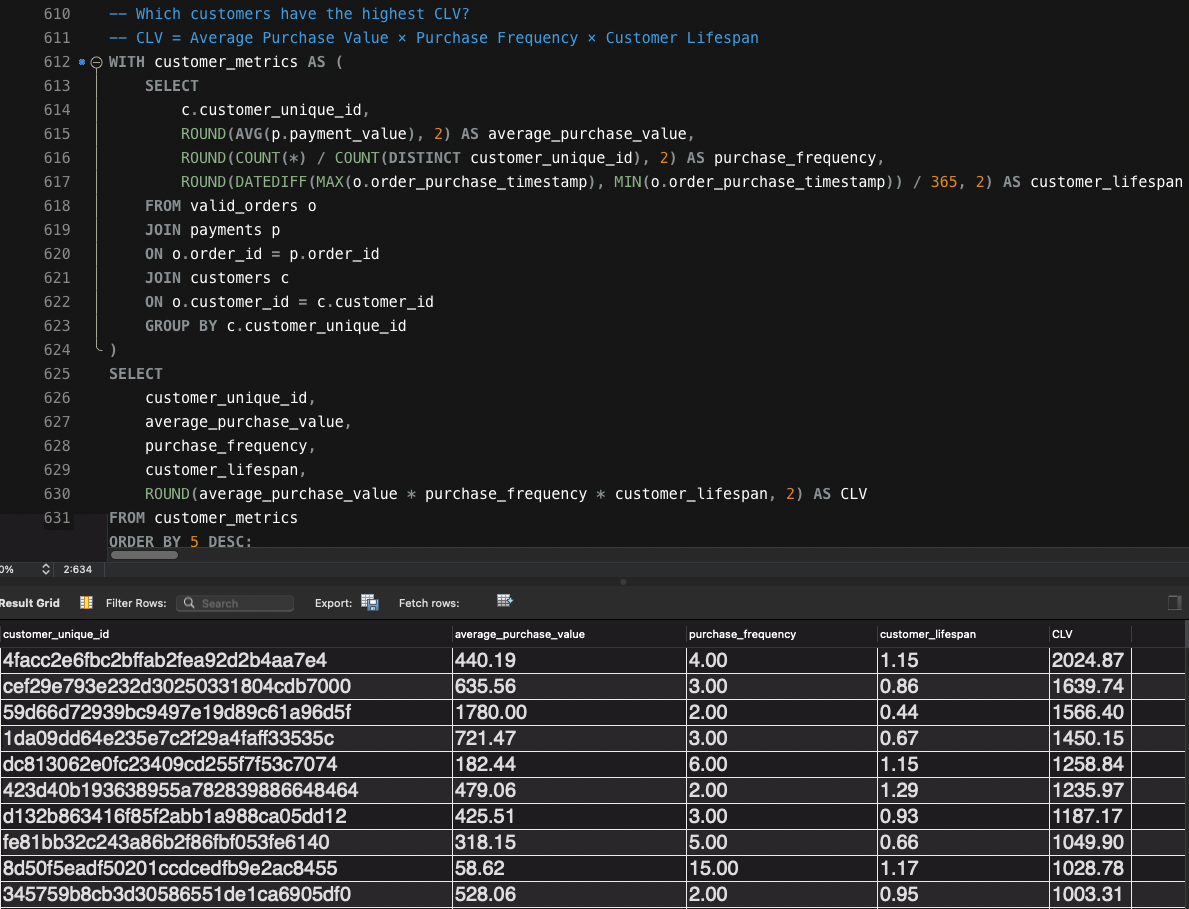 610 -- Which customers have the highest CLV?
611 -- CLV = Average Purchase Value × Purchase Frequency × Customer Lifespan
612 WITH customer_metrics AS (
613 SELECT
614 c.customer_unique_id,
615 ROUND(AVG(p.payment_value), 2) AS average_purchase_value,
616 ROUND(COUNT(*) / COUNT(DISTINCT customer_unique_id), 2) AS purchase_frequency,
617 ROUND(DATEDIFF(MAX(o.order_purchase_timestamp), MIN(o.order_purchase_timestamp)) / 365, 2) AS customer_lifespan
618 FROM valid_orders o
619 JOIN payments p
620 ON o.order_id = p.order_id
621 JOIN customers c
622 ON o.customer_id = c.customer_id
623 GROUP BY c.customer_unique_id
624 )
625 SELECT
626 customer_unique_id,
627 average_purchase_value,
628 purchase_frequency,
629 customer_lifespan,
630 ROUND(average_purchase_value * purchase_frequency * customer_lifespan, 2) AS CLV
631 FROM customer_metrics
ORDER BY 5 DESC;
0% 2:634
Result Grid Filter Rows: Search Export: Fetch rows:
customer_unique_id average_purchase_value purchase_frequency customer_lifespan CLV
4facc2e6fbc2bffab2fea92d2b4aa7e4 440.19 4.00 1.15 2024.87
cef29e793e232d30250331804cdb7000 635.56 3.00 0.86 1639.74
59d66d72939bc9497e19d89c61a96d5f 1780.00 2.00 0.44 1566.40
1da09dd64e235e7c2f29a4faff33535c 721.47 3.00 0.67 1450.15
dc813062e0fc23409cd255f7f53c7074 182.44 6.00 1.15 1258.84
423d40b193638955a782839886648464 479.06 2.00 1.29 1235.97
d132b863416f85f2abb1a988ca05dd12 425.51 3.00 0.93 1187.17
fe81bb32c243a86b2f86fbf053fe6140 318.15 5.00 0.66 1049.90
8d50f5eadf50201ccdcedfb9e2ac8455 58.62 15.00 1.17 1028.78
345759b8cb3d30586551de1ca6905df0 528.06 2.00 0.95 1003.31